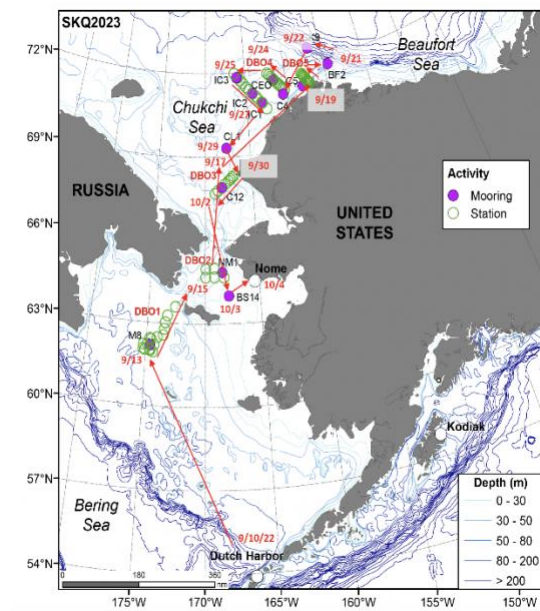 SKQ2023
72°N
69°N
66°N
63°N
60°N
57°N
54°N
9/22
Beaufort
Sea
9/24
9/21
9/25
DBO4
DBO5
BF2
IC3
CEO
C5
Chukchi
Sea
IC2
C4
IC1
9/27
9/19
9/29
CL1
9/17
9/30
DBO3
C12
10/2
RUSSIA
UNITED
STATES
Activity
Mooring
Station
DBO2
NM1
Nome
9/15
BS14
10/4
10/3
DBO1
M8
9/13
Kodiak
Bering
Sea
9/10/22
Dutch Harbor
Depth (m)
0 - 30
30 - 50
50 - 80
80 - 200
> 200
0 180 360
nm
175°W 170°W 165°W 160°W 155°W 150°W